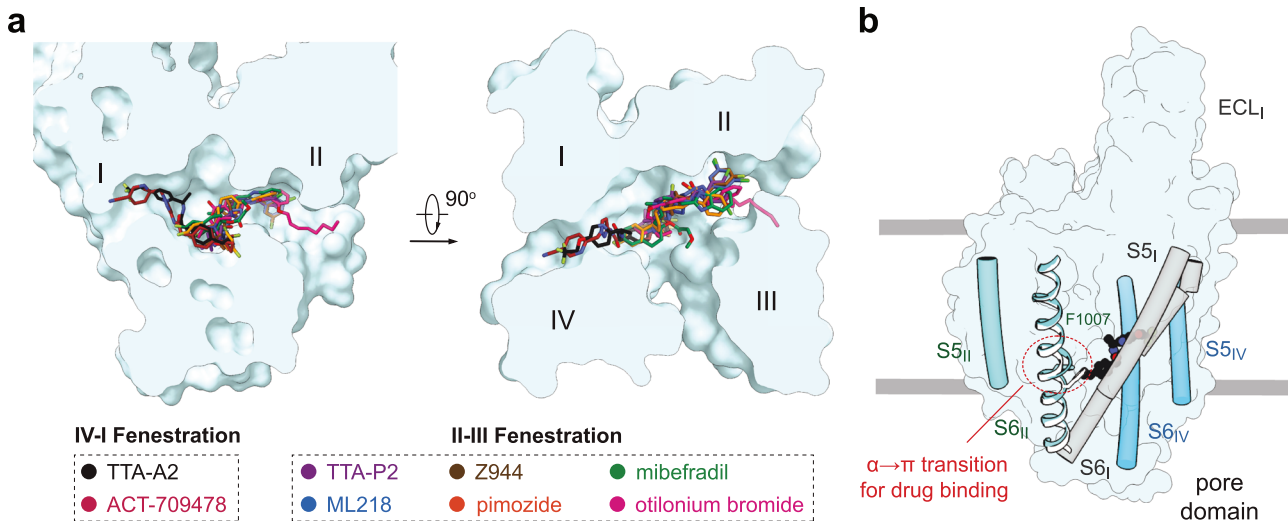 a
I
II
90°
I
II
IV
III
IV-I Fenestration
TTA-A2
ACT-709478
II-III Fenestration
TTA-P2
Z944
mibefradil
ML218
pimozide
otilonium bromide
b
ECLI
S5I
F1007
S5II
S5IV
S6II
S6IV
S6I
α→π transition
for drug binding
pore
domain